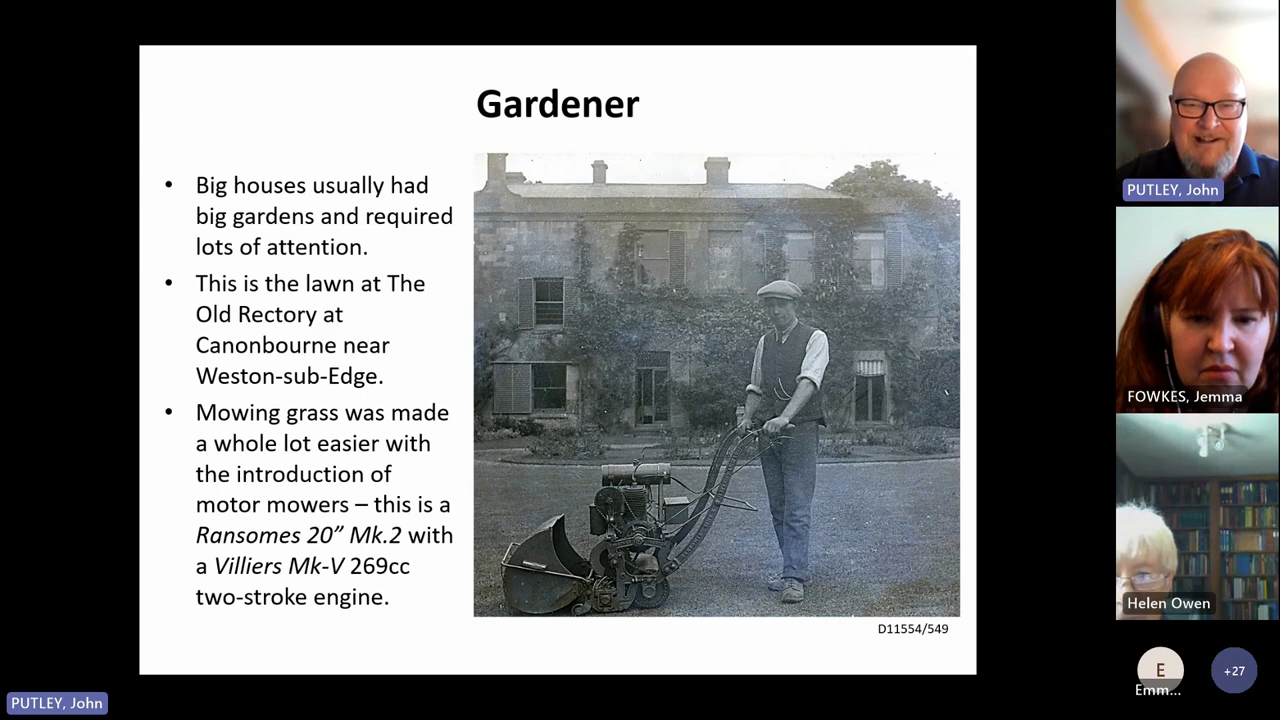 Gardener
• Big houses usually had
big gardens and required
lots of attention.
• This is the lawn at The
Old Rectory at
Canonbourne near
Weston-sub-Edge.
• Mowing grass was made
a whole lot easier with
the introduction of
motor mowers – this is a
Ransomes 20” Mk.2 with
a Villiers Mk-V 269cc
two-stroke engine.
D11554/549
PUTLEY, John
FOWKES, Jemma
Helen Owen
E
Emm...
+27
PUTLEY, John